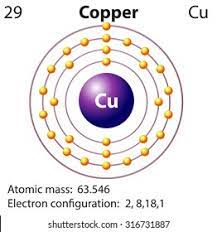 29 Copper Cu
Cu
Atomic mass: 63.546
Electron configuration: 2, 8,18,1
shutterstock.com · 316731887